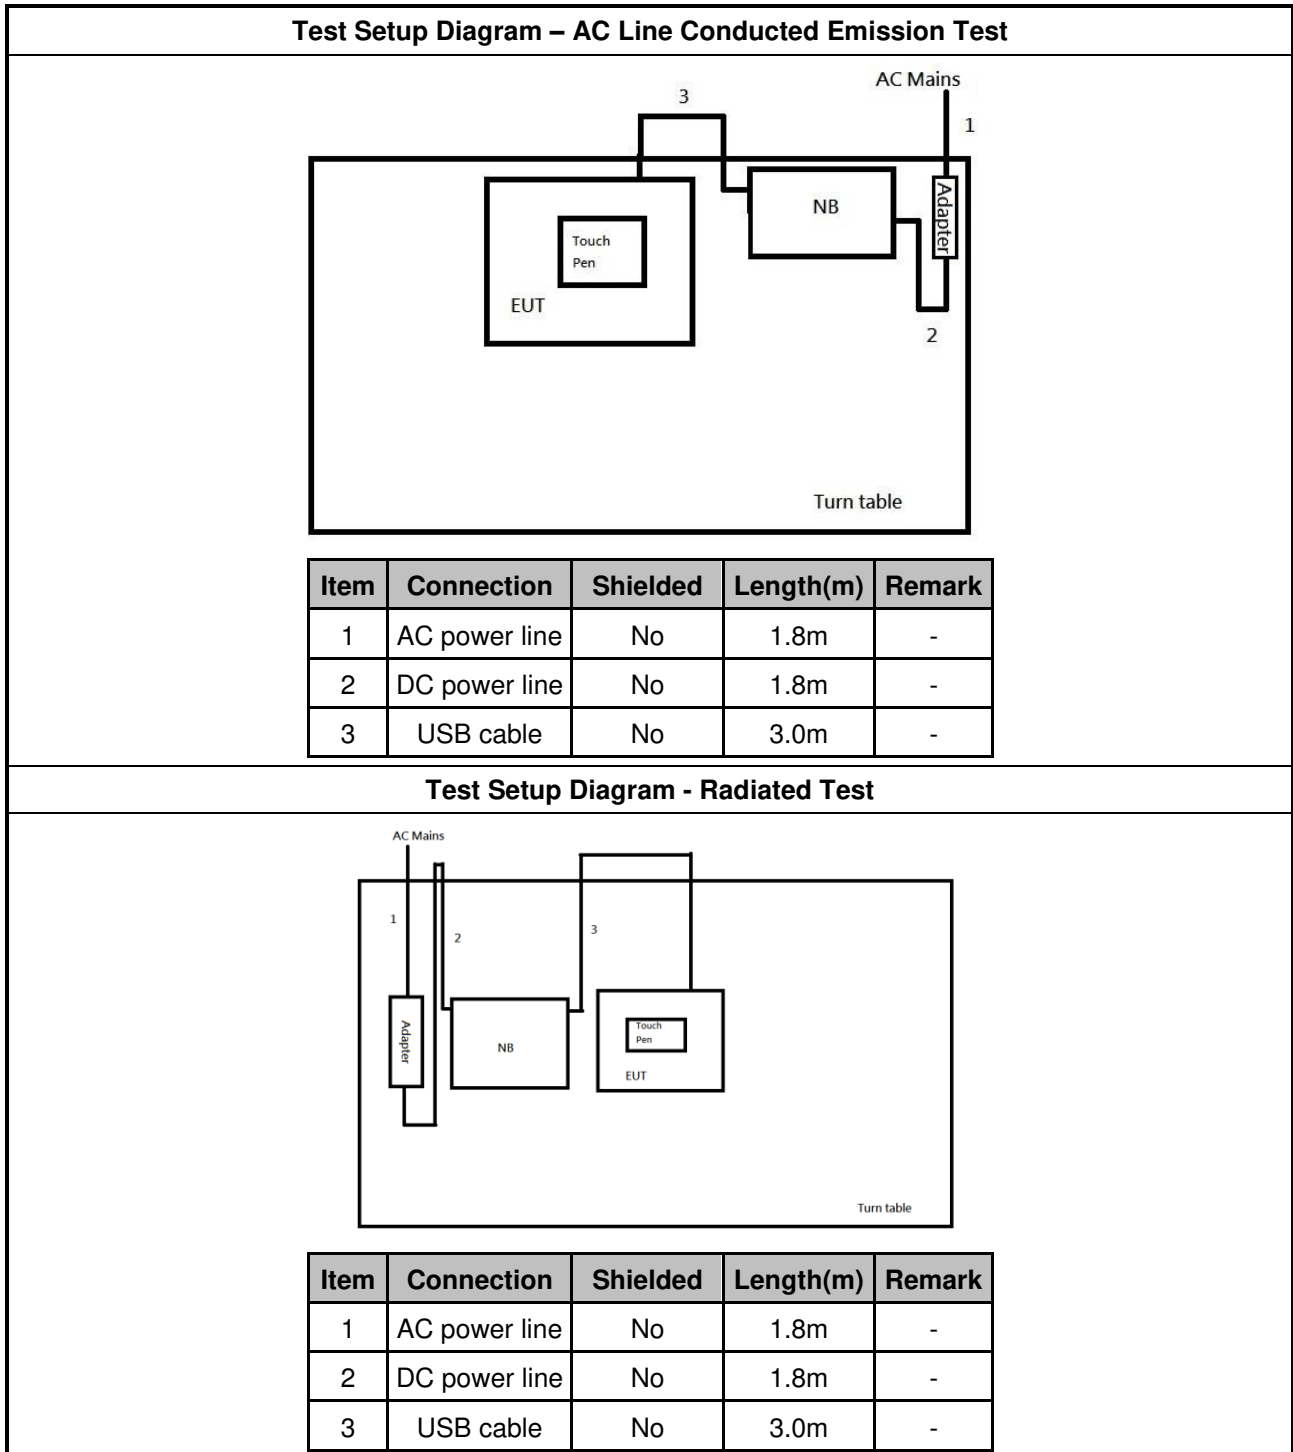 Test Setup Diagram – AC Line Conducted Emission Test
AC Mains
3
1
Adapter
NB
Touch
Pen
EUT
2
Turn table
Item Connection Shielded Length(m) Remark
1 AC power line No 1.8m -
2 DC power line No 1.8m -
3 USB cable No 3.0m -
Test Setup Diagram - Radiated Test
AC Mains
1
2
3
Adapter
NB
Touch
Pen
EUT
Turn table
Item Connection Shielded Length(m) Remark
1 AC power line No 1.8m -
2 DC power line No 1.8m -
3 USB cable No 3.0m -